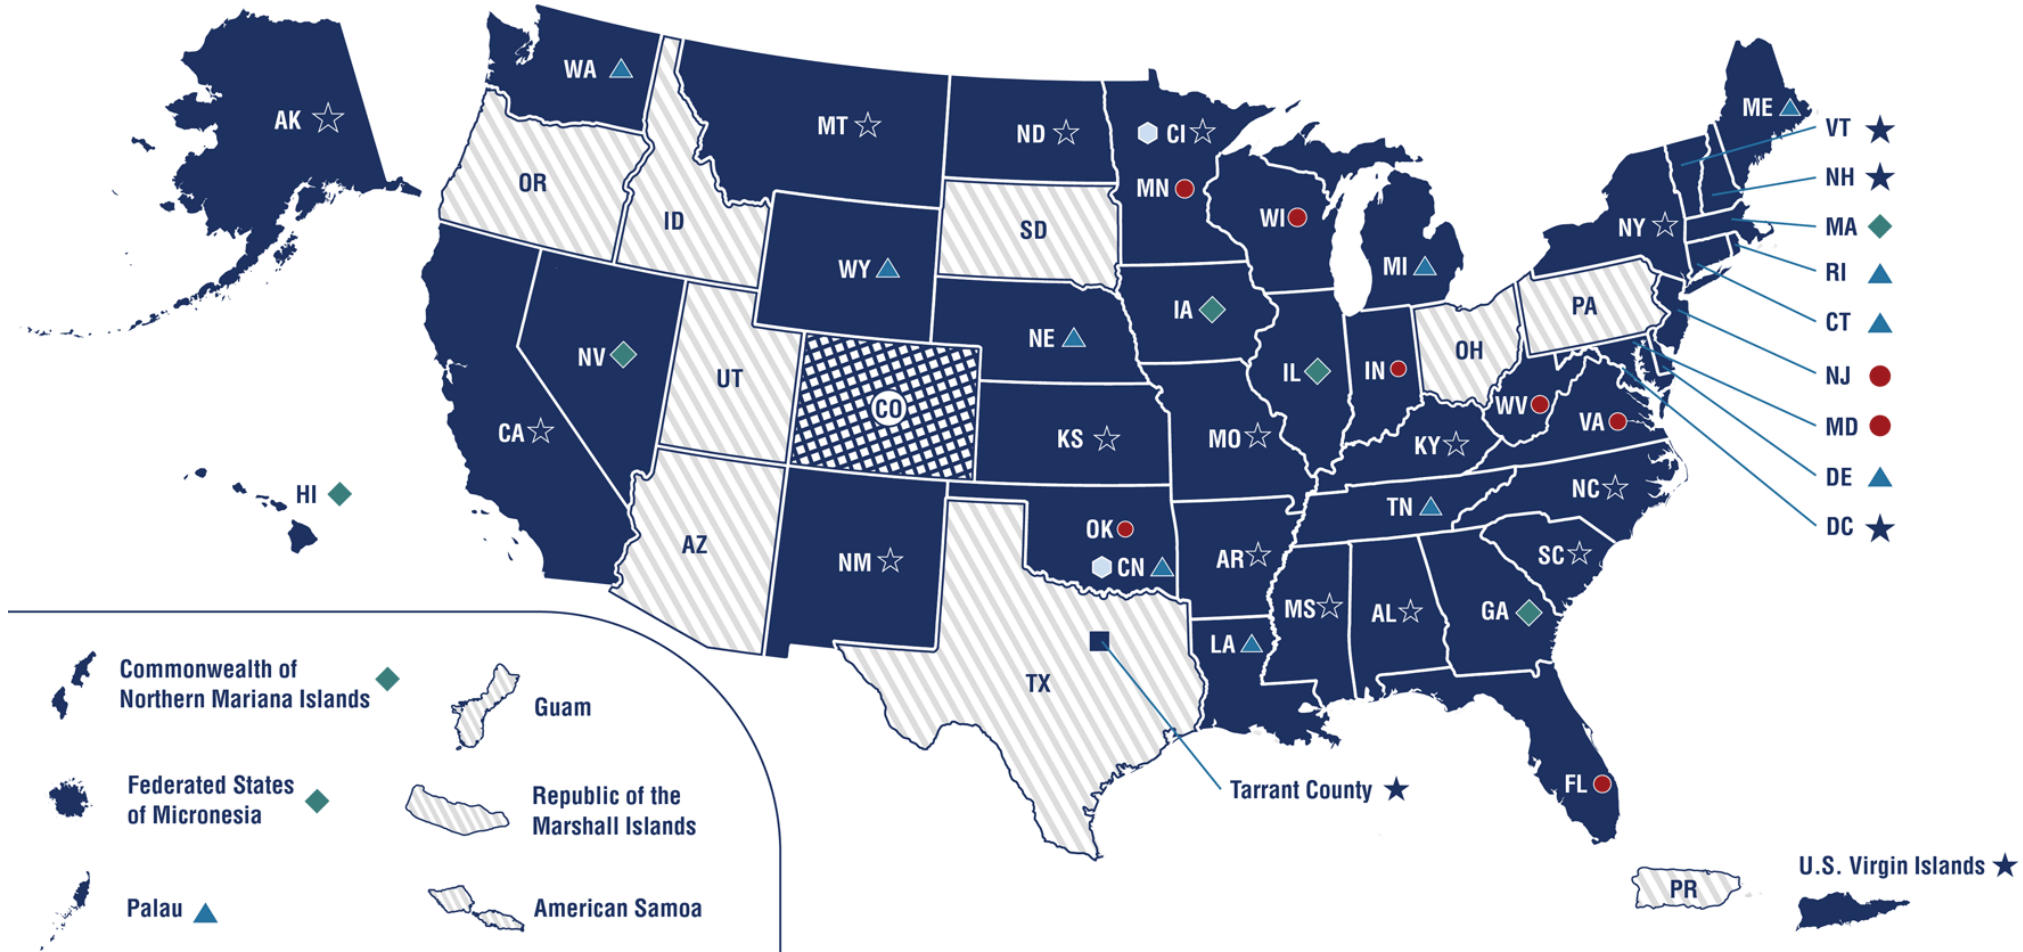 AK
WA
MT
ND
CI
MN
OR
ID
SD
WI
MI
WY
NE
IA
NV
UT
CO
IL
IN
OH
PA
NY
ME
VT
NH
MA
RI
CT
NJ
MD
DE
DC
CA
KS
MO
KY
WV
VA
HI
AZ
NM
OK
CN
AR
TN
NC
SC
MS
AL
GA
LA
TX
FL
Tarrant County
Commonwealth of
Northern Mariana Islands
Guam
Federated States
of Micronesia
Republic of the
Marshall Islands
Palau
American Samoa
PR
U.S. Virgin Islands